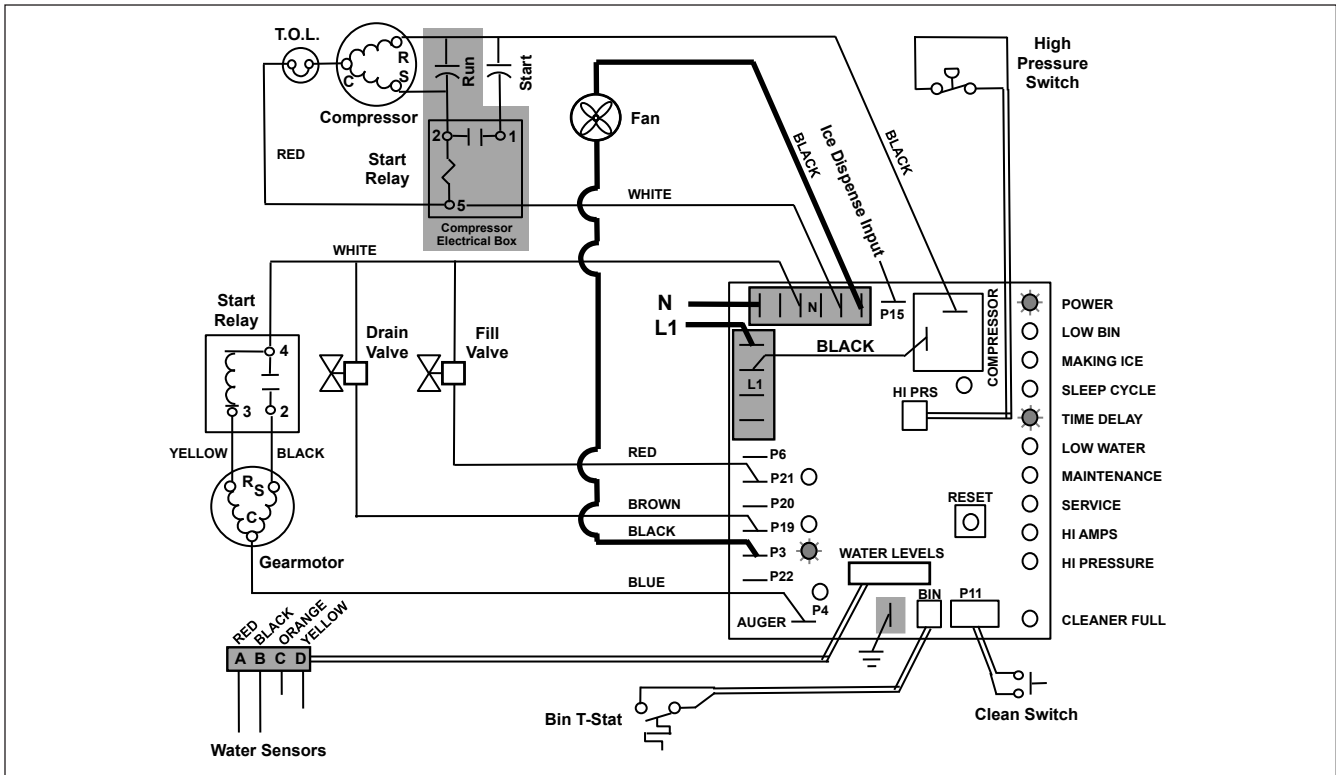 T.O.L.
R
S
C
Compressor
RED
Run
Start
2
1
Start
Relay
5
Compressor
Electrical Box
WHITE
Fan
BLACK
Ice Dispense Input
BLACK
High
Pressure
Switch
WHITE
Start
Relay
4
3
2
YELLOW
BLACK
R
S
C
Gearmotor
Drain
Valve
Fill
Valve
N
L1
N
P15
BLACK
L1
COMPRESSOR
HI PRS
POWER
LOW BIN
MAKING ICE
SLEEP CYCLE
TIME DELAY
LOW WATER
MAINTENANCE
SERVICE
HI AMPS
HI PRESSURE
CLEANER FULL
RED
P6
P21
BROWN
P20
P19
BLACK
P3
P22
BLUE
P4
AUGER
RESET
WATER LEVELS
BIN
P11
RED
BLACK
ORANGE
YELLOW
A B C D
Water Sensors
Bin T-Stat
Clean Switch